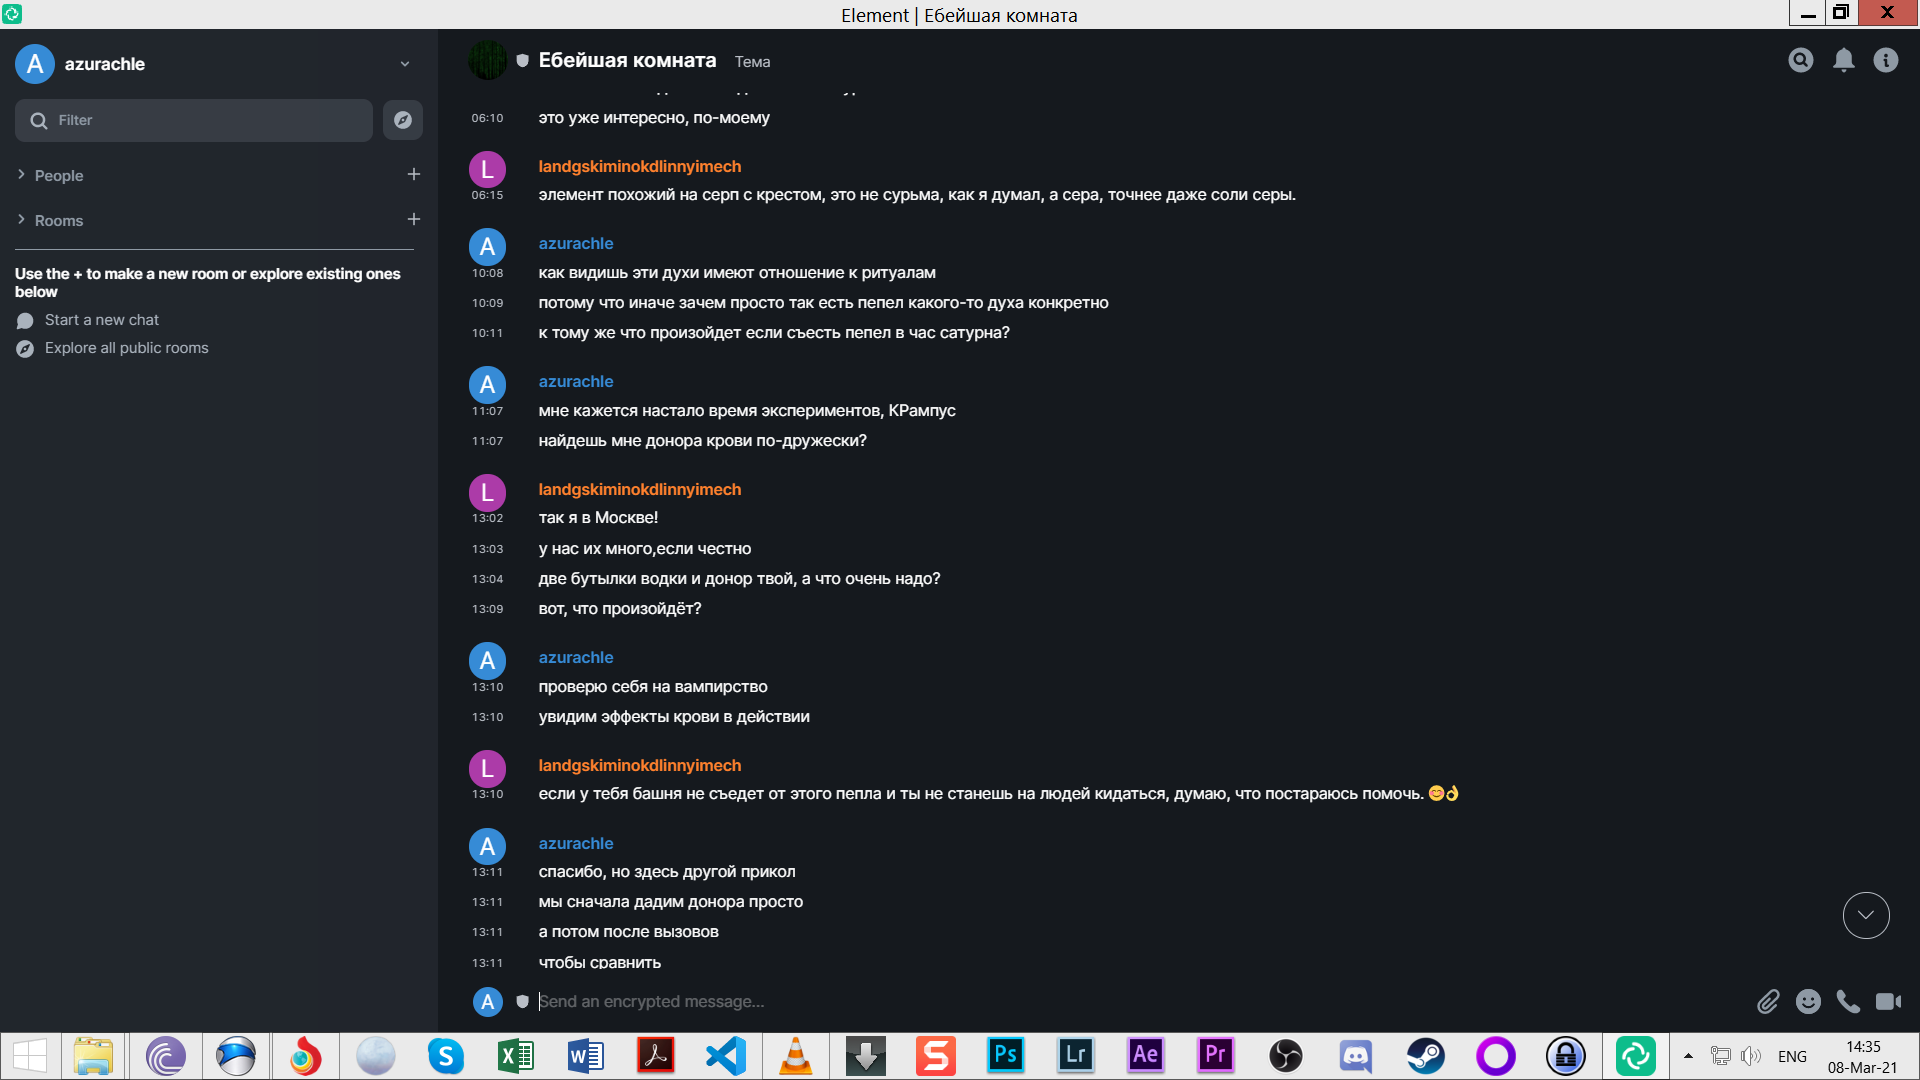 Element | Ебейшая комната
A azurachle
Filter
People
Rooms
Use the + to make a new room or explore existing ones
below
Start a new chat
Explore all public rooms
Ебейшая комната Тема
06:10 это уже интересно, по-моему
L landgskiminokdlinnyimech
06:15 элемент похожий на серп с крестом, это не сурьма, как я думал, а сера, точнее даже соли серы.
A azurachle
10:08 как видишь эти духи имеют отношение к ритуалам
10:09 потому что иначе зачем просто так есть пепел какого-то духа конкретно
10:11 к тому же что произойдет если съесть пепел в час сатурна?
A azurachle
11:07 мне кажется настало время экспериментов, КРампус
11:07 найдешь мне донора крови по-дружески?
L landgskiminokdlinnyimech
13:02 так я в Москве!
13:03 у нас их много,если честно
13:04 две бутылки водки и донор твой, а что очень надо?
13:09 вот, что произойдёт?
A azurachle
13:10 проверю себя на вампирство
13:10 увидим эффекты крови в действии
L landgskiminokdlinnyimech
13:10 если у тебя башня не съедет от этого пепла и ты не станешь на людей кидаться, думаю, что постараюсь помочь. 😊👌
A azurachle
13:11 спасибо, но здесь другой прикол
13:11 мы сначала дадим донора просто
13:11 а потом после вызовов
13:11 чтобы сравнить
A Send an encrypted message...
S X W Ps Lr Ae Pr ENG
14:35
08-Mar-21